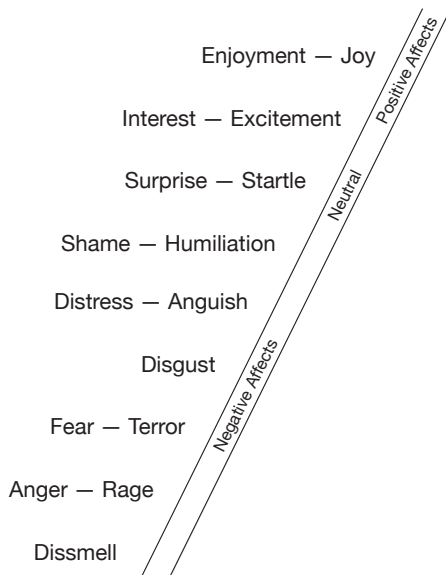 Enjoyment — Joy
Positive Affects
Interest — Excitement
Surprise — Startle
Neutral
Shame — Humiliation
Distress — Anguish
Disgust
Negative Affects
Fear — Terror
Anger — Rage
Dissmell